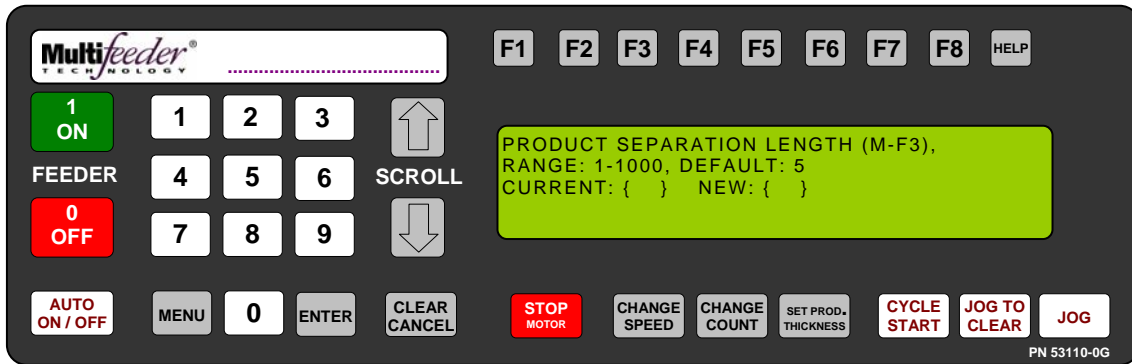 Multifeeder®
TECHNOLOGY
F1 F2 F3 F4 F5 F6 F7 F8 HELP
1
ON
FEEDER
0
OFF
1 2 3
4 5 6
7 8 9
SCROLL
PRODUCT SEPARATION LENGTH (M-F3),
RANGE: 1-1000, DEFAULT: 5
CURRENT: { } NEW: { }
AUTO
ON / OFF
MENU 0 ENTER
CLEAR
CANCEL
STOP
MOTOR
CHANGE
SPEED
CHANGE
COUNT
SET PROD.
THICKNESS
CYCLE
START
JOG TO
CLEAR
JOG
PN 53110-0G